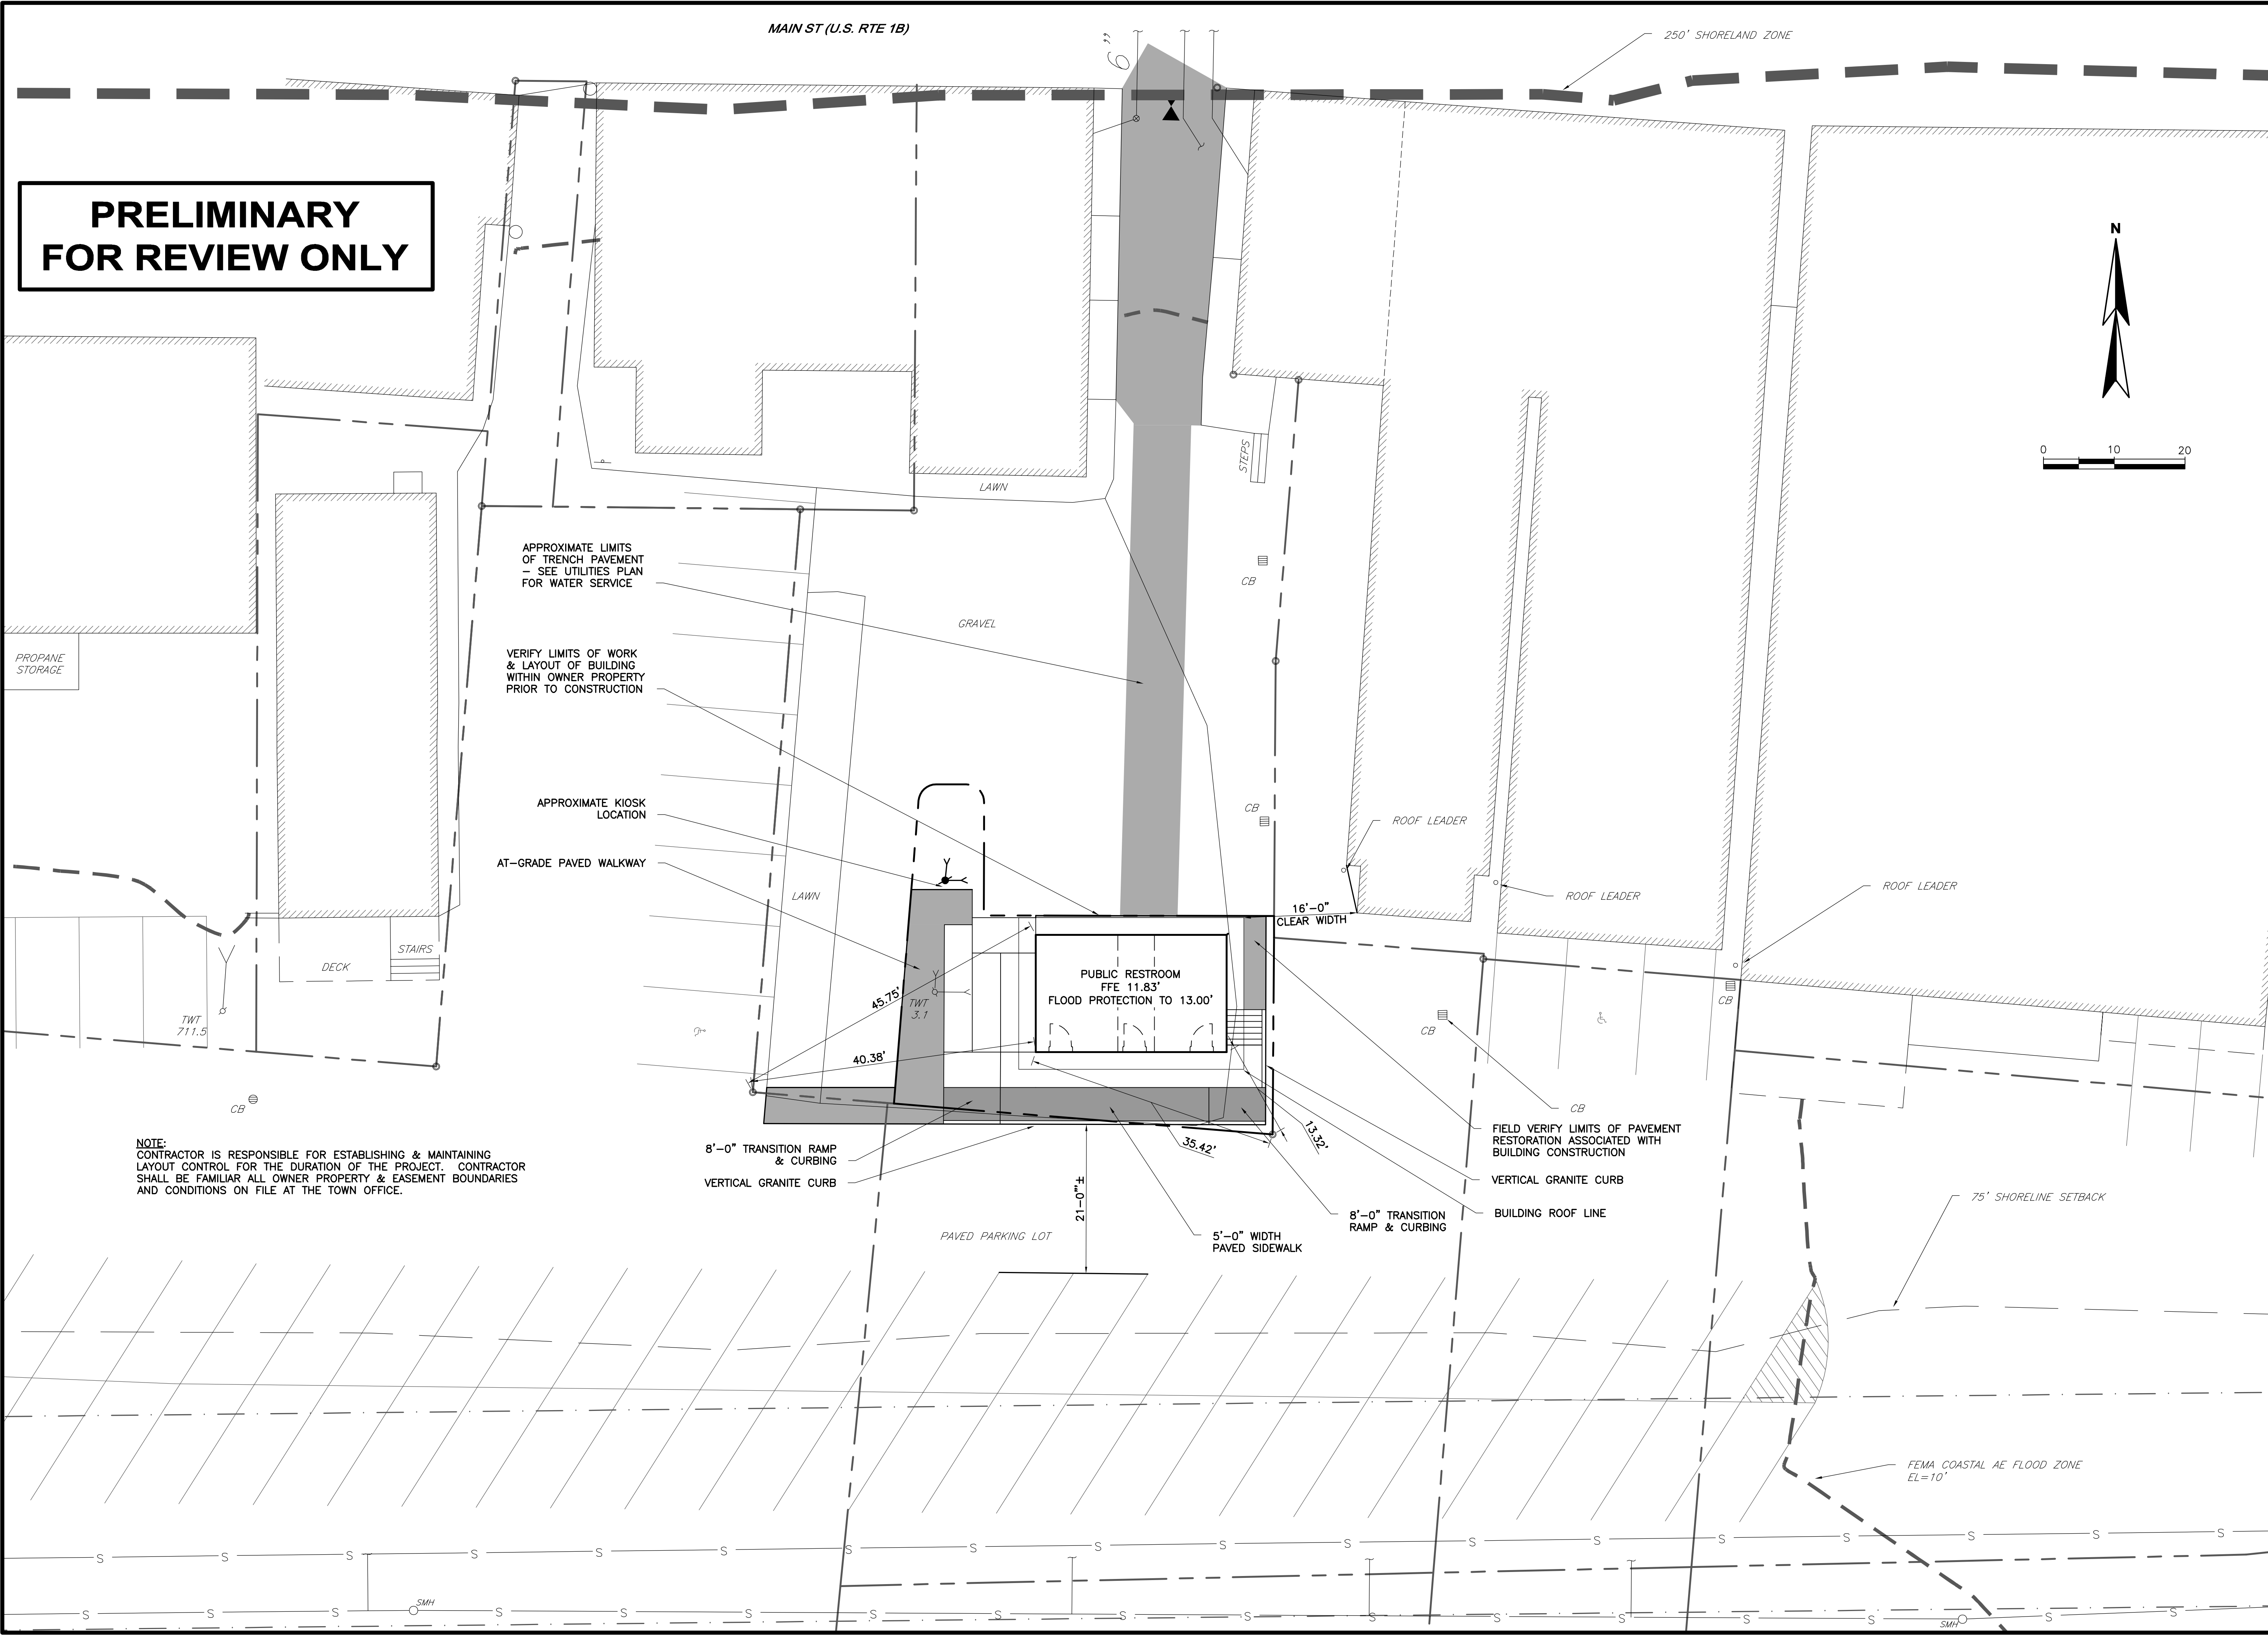 MAIN ST (U.S. RTE 1B)
6"
250' SHORELAND ZONE
PRELIMINARY
FOR REVIEW ONLY
N
0 10 20
STEPS
LAWN
APPROXIMATE LIMITS
OF TRENCH PAVEMENT
– SEE UTILITIES PLAN
FOR WATER SERVICE
CB
GRAVEL
PROPANE
STORAGE
VERIFY LIMITS OF WORK
& LAYOUT OF BUILDING
WITHIN OWNER PROPERTY
PRIOR TO CONSTRUCTION
APPROXIMATE KIOSK
LOCATION
CB
ROOF LEADER
AT–GRADE PAVED WALKWAY
LAWN
ROOF LEADER
ROOF LEADER
16'–0"
CLEAR WIDTH
STAIRS
DECK
PUBLIC RESTROOM
FFE 11.83'
FLOOD PROTECTION TO 13.00'
45.75'
TWT
3.1
TWT
711.5
CB
CB
40.38'
CB
CB
NOTE:
CONTRACTOR IS RESPONSIBLE FOR ESTABLISHING & MAINTAINING
LAYOUT CONTROL FOR THE DURATION OF THE PROJECT. CONTRACTOR
SHALL BE FAMILIAR ALL OWNER PROPERTY & EASEMENT BOUNDARIES
AND CONDITIONS ON FILE AT THE TOWN OFFICE.
8'–0" TRANSITION RAMP
& CURBING
VERTICAL GRANITE CURB
35.42'
13.32'
FIELD VERIFY LIMITS OF PAVEMENT
RESTORATION ASSOCIATED WITH
BUILDING CONSTRUCTION
VERTICAL GRANITE CURB
BUILDING ROOF LINE
8'–0" TRANSITION
RAMP & CURBING
5'–0" WIDTH
PAVED SIDEWALK
21–0"'±
PAVED PARKING LOT
75' SHORELINE SETBACK
FEMA COASTAL AE FLOOD ZONE
EL=10'
S S S S S S S S S S S S S S S S S S
SMH
S S S S S S S S S S S S S S S S S
SMH